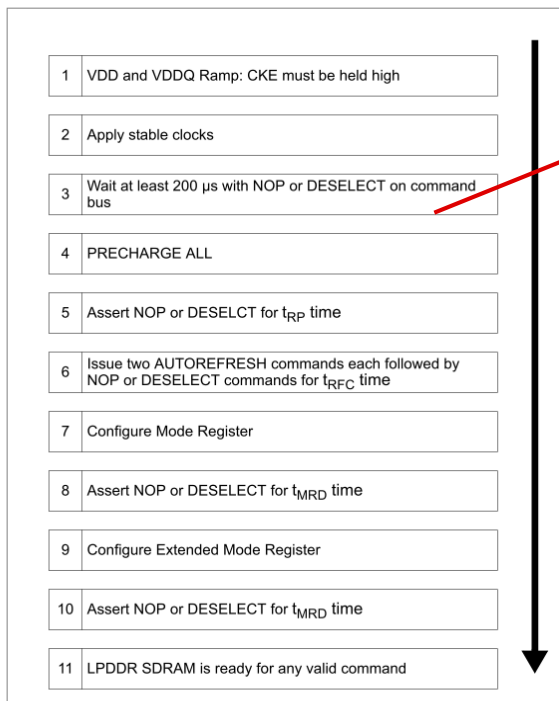 1 VDD and VDDQ Ramp: CKE must be held high
2 Apply stable clocks
3 Wait at least 200 µs with NOP or DESELECT on command
bus
4 PRECHARGE ALL
5 Assert NOP or DESELCT for tRP time
6 Issue two AUTOREFRESH commands each followed by
NOP or DESELECT commands for tRFC time
7 Configure Mode Register
8 Assert NOP or DESELECT for tMRD time
9 Configure Extended Mode Register
10 Assert NOP or DESELECT for tMRD time
11 LPDDR SDRAM is ready for any valid command